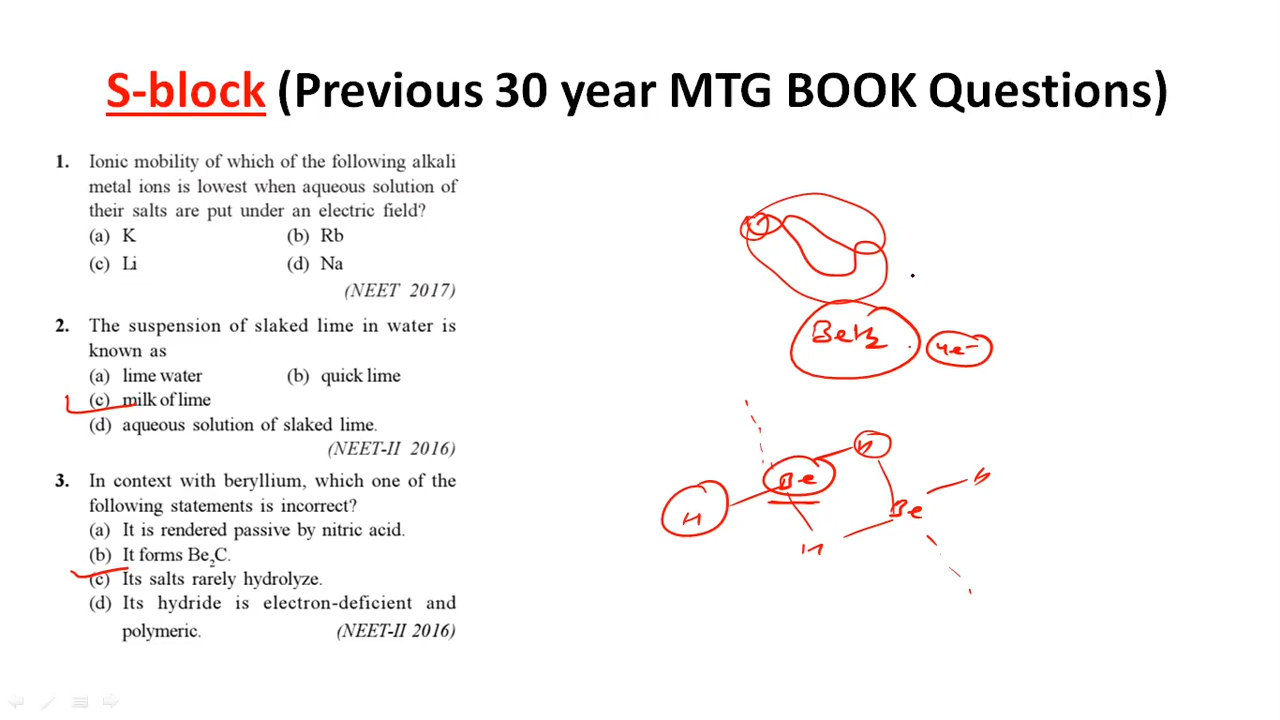 S-block (Previous 30 year MTG BOOK Questions)
1. Ionic mobility of which of the following alkali
metal ions is lowest when aqueous solution of
their salts are put under an electric field?
(a) K (b) Rb
(c) Li (d) Na
(NEET 2017)
2. The suspension of slaked lime in water is
known as
(a) lime water (b) quick lime
(c) milk of lime
(d) aqueous solution of slaked lime.
(NEET-II 2016)
3. In context with beryllium, which one of the
following statements is incorrect?
(a) It is rendered passive by nitric acid.
(b) It forms Be₂C.
(c) Its salts rarely hydrolyze.
(d) Its hydride is electron-deficient and
polymeric. (NEET-II 2016)
BeH₂ 4e⁻
H
Be
H Be
H